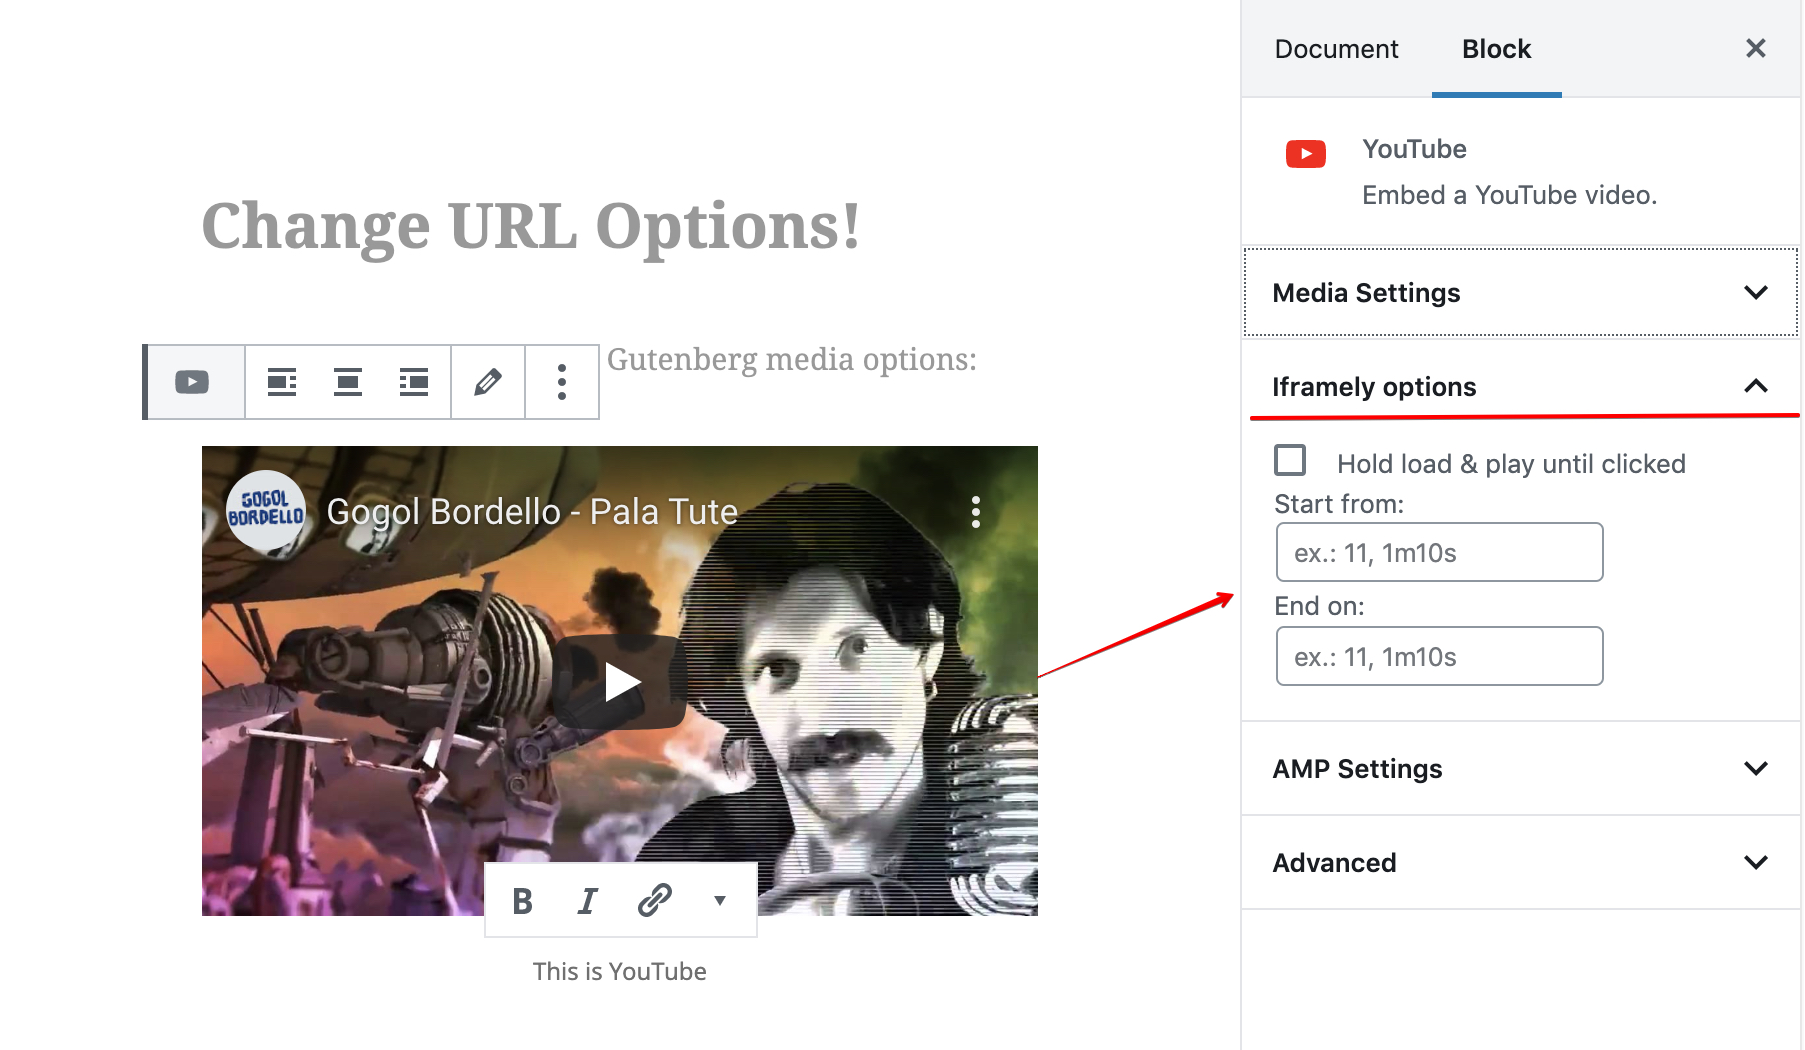 Change URL Options!
Gutenberg media options:
GOGOL
BORDELLO
Gogol Bordello - Pala Tute
B I
This is YouTube
Document Block
YouTube
Embed a YouTube video.
Media Settings
Iframely options
Hold load & play until clicked
Start from:
ex.: 11, 1m10s
End on:
ex.: 11, 1m10s
AMP Settings
Advanced